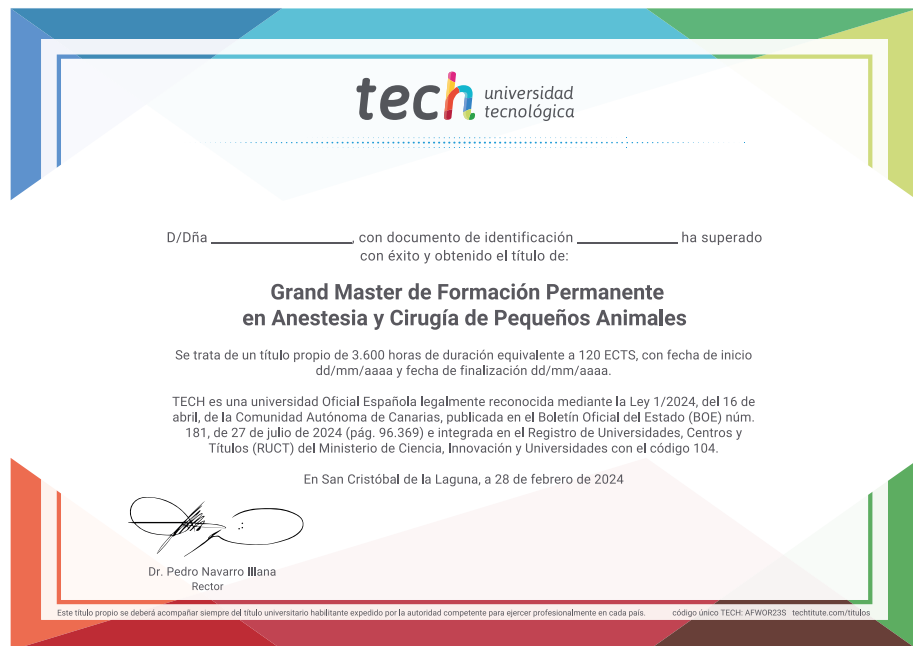 tech universidad
tecnológica
D/Dña ______________, con documento de identificación __________ ha superado
con éxito y obtenido el título de:
Grand Master de Formación Permanente
en Anestesia y Cirugía de Pequeños Animales
Se trata de un título propio de 3.600 horas de duración equivalente a 120 ECTS, con fecha de inicio
dd/mm/aaaa y fecha de finalización dd/mm/aaaa.
TECH es una universidad Oficial Española legalmente reconocida mediante la Ley 1/2024, del 16 de
abril, de la Comunidad Autónoma de Canarias, publicada en el Boletín Oficial del Estado (BOE) núm.
181, de 27 de julio de 2024 (pág. 96.369) e integrada en el Registro de Universidades, Centros y
Títulos (RUCT) del Ministerio de Ciencia, Innovación y Universidades con el código 104.
En San Cristóbal de la Laguna, a 28 de febrero de 2024
Dr. Pedro Navarro Illana
Rector
Este título propio se deberá acompañar siempre del título universitario habilitante expedido por la autoridad competente para ejercer profesionalmente en cada país. código único TECH: AFWOR23S techtitute.com/titulos